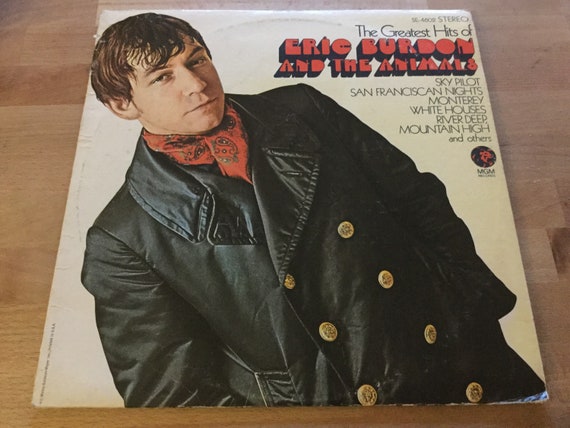 SE-4602 STEREO
The Greatest Hits of
ERIC BURDON
AND THE ANIMALS
SKY PILOT
SAN FRANCISCAN NIGHTS
MONTEREY
WHITE HOUSES
RIVER DEEP,
MOUNTAIN HIGH
and others
MGM
RECORDS